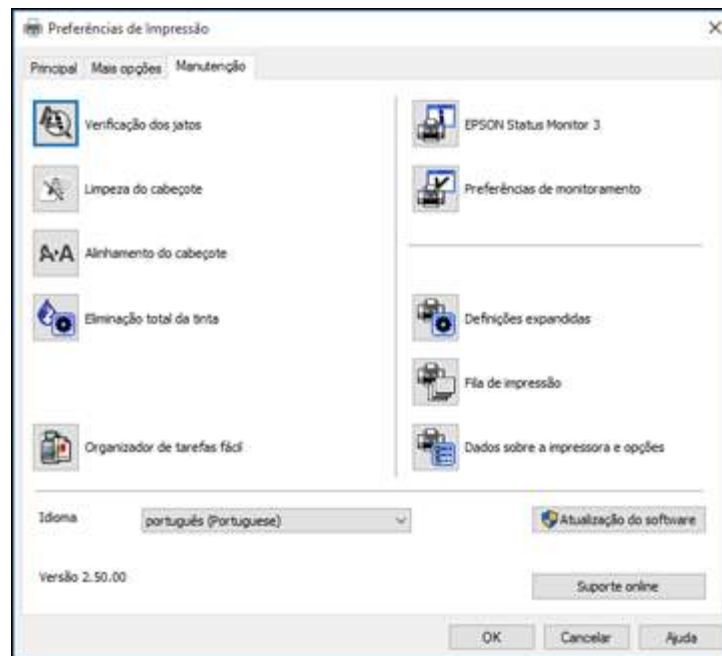 Preferências de Impressão
Principal Mais opções Manutenção
Verificação dos jatos
Limpeza do cabeçote
A·A Alinhamento do cabeçote
Eliminação total da tinta
Organizador de tarefas fácil
EPSON Status Monitor 3
Preferências de monitoramento
Definições expandidas
Fila de impressão
Dados sobre a impressora e opções
Idioma
português (Portuguese)
Atualização do software
Versão 2.50.00
Suporte online
OK Cancelar Ajuda